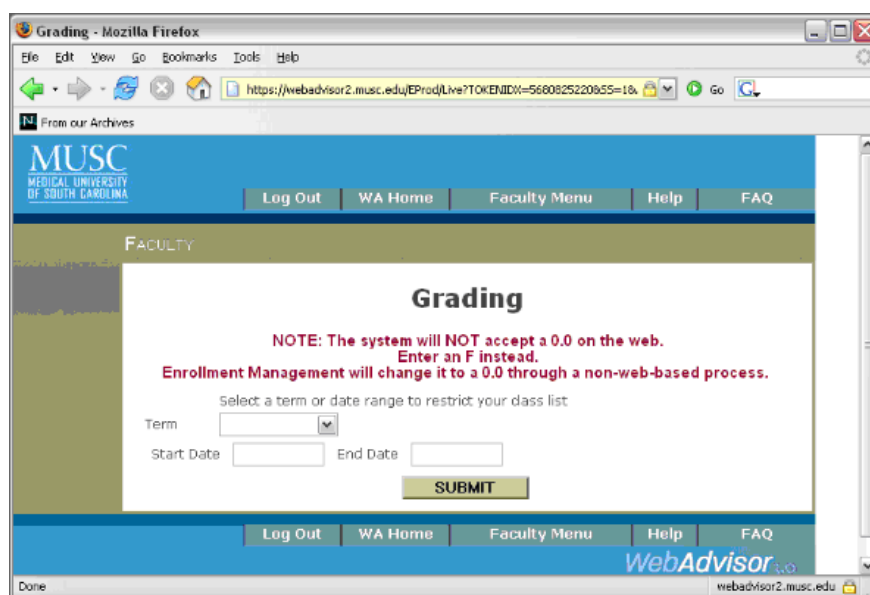 Grading - Mozilla Firefox
File Edit View Go Bookmarks Tools Help
https://webadvisor2.musc.edu/EProd/Live?TOKENIDX=5680825220&SS=1& Go G
N From our Archives
MUSC
MEDICAL UNIVERSITY
OF SOUTH CAROLINA
Log Out WA Home Faculty Menu Help FAQ
FACULTY
Grading
NOTE: The system will NOT accept a 0.0 on the web.
Enter an F instead.
Enrollment Management will change it to a 0.0 through a non-web-based process.
Select a term or date range to restrict your class list
Term
Start Date End Date
SUBMIT
Log Out WA Home Faculty Menu Help FAQ
WebAdvisor
Done webadvisor2.musc.edu